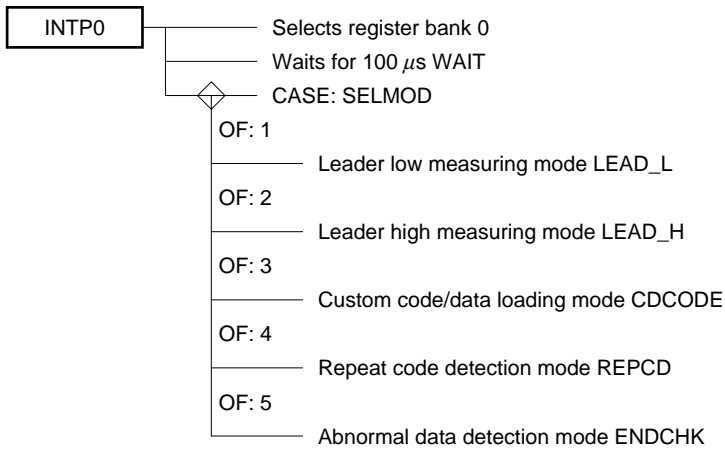 INTP0
Selects register bank 0
Waits for 100 μs WAIT
CASE: SELMOD
OF: 1
Leader low measuring mode LEAD_L
OF: 2
Leader high measuring mode LEAD_H
OF: 3
Custom code/data loading mode CDCODE
OF: 4
Repeat code detection mode REPCD
OF: 5
Abnormal data detection mode ENDCHK